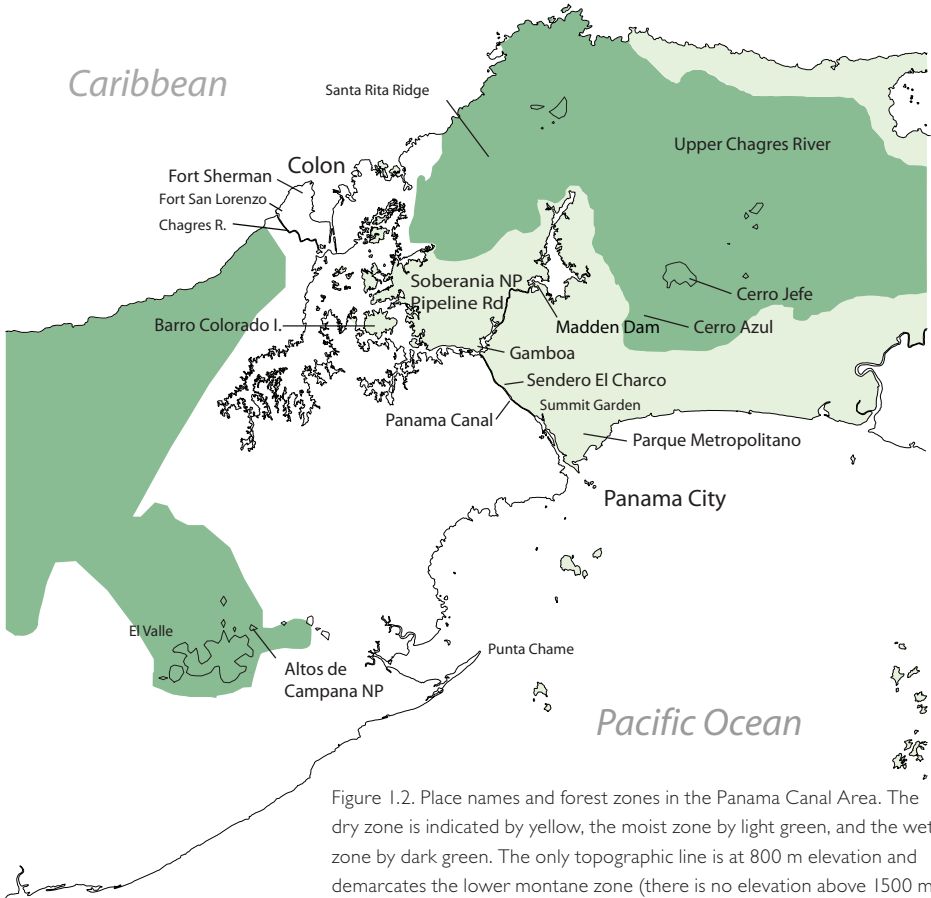 Caribbean
Santa Rita Ridge
Upper Chagres River
Colon
Fort Sherman
Fort San Lorenzo
Chagres R.
Soberania NP
Pipeline Rd
Cerro Jefe
Barro Colorado I.
Madden Dam
Cerro Azul
Gamboa
Sendero El Charco
Summit Garden
Panama Canal
Parque Metropolitano
Panama City
El Valle
Punta Chame
Altos de
Campana NP
Pacific Ocean
Figure 1.2. Place names and forest zones in the Panama Canal Area. The
dry zone is indicated by yellow, the moist zone by light green, and the wet
zone by dark green. The only topographic line is at 800 m elevation and
demarcates the lower montane zone (there is no elevation above 1500 m